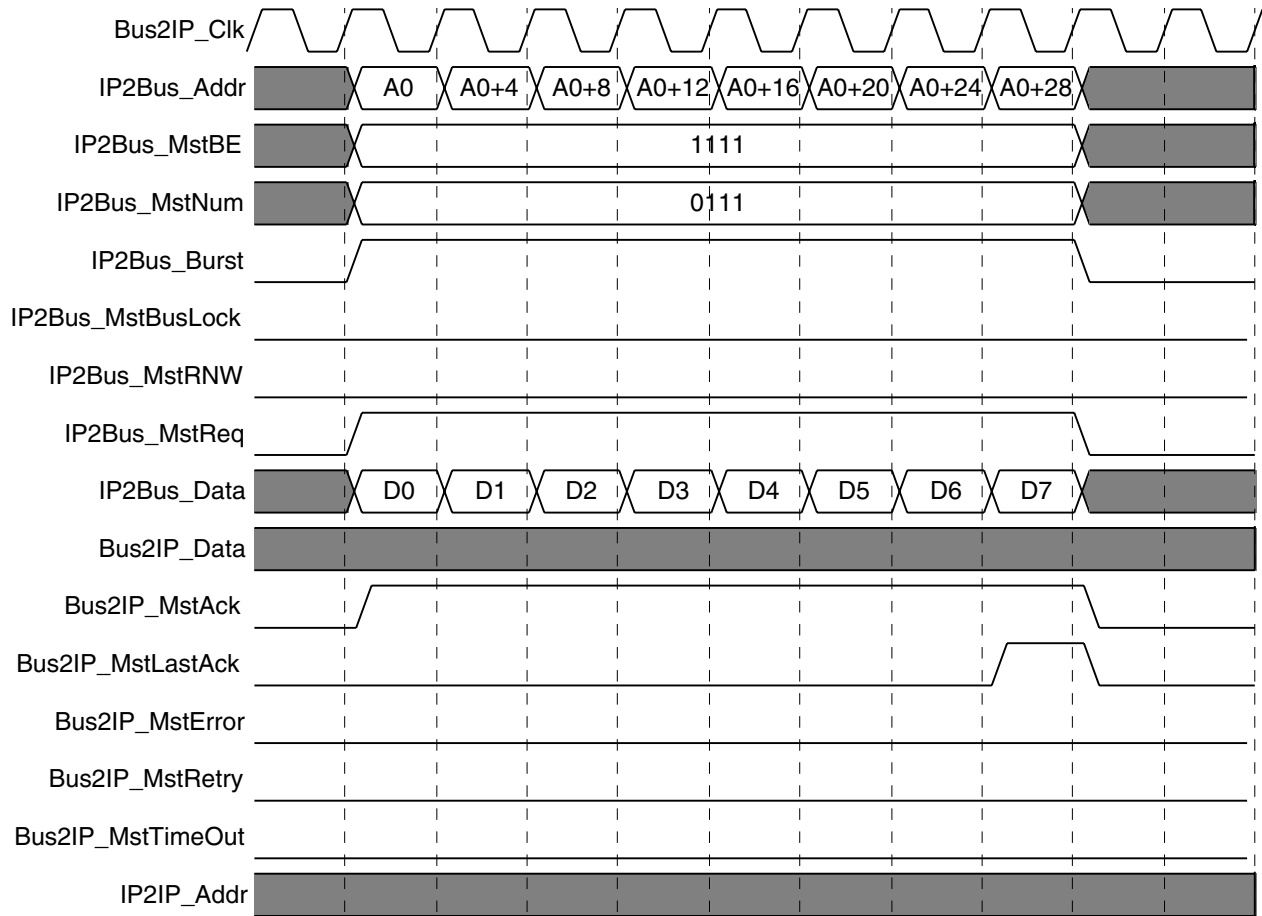 Bus2IP_Clk
IP2Bus_Addr A0 A0+4 A0+8 A0+12 A0+16 A0+20 A0+24 A0+28
IP2Bus_MstBE 1111
IP2Bus_MstNum 0111
IP2Bus_Burst
IP2Bus_MstBusLock
IP2Bus_MstRNW
IP2Bus_MstReq
IP2Bus_Data D0 D1 D2 D3 D4 D5 D6 D7
Bus2IP_Data
Bus2IP_MstAck
Bus2IP_MstLastAck
Bus2IP_MstError
Bus2IP_MstRetry
Bus2IP_MstTimeOut
IP2IP_Addr